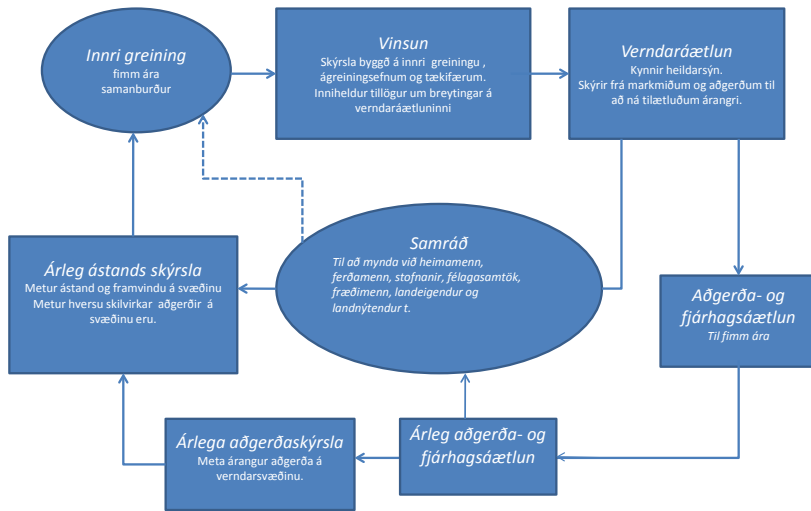 Innri greining
fimm ára
samanburður
Vinsun
Skýrsla byggð á innri greiningu ,
ágreiningsefnum og tækifærum.
Inniheldur tillögur um breytingar á
verndaráætluninni
Verndaráætlun
Kynnir heildarsýn.
Skýrir frá markmiðum og aðgerðum til
að ná tilætluðum árangri.
Árleg ástands skýrsla
Metur ástand og framvindu á svæðinu
Metur hversu skilvirkar aðgerðir á
svæðinu eru.
Samráð
Til að mynda við heimamenn,
ferðamenn, stofnanir, félagasamtök,
fræðimenn, landeigendur og
landnýtendur t.
Aðgerða- og
fjárhagsáætlun
Til fimm ára
Árlega aðgerðaskýrsla
Meta árangur aðgerða á
verndarsvæðinu.
Árleg aðgerða- og
fjárhagsáætlun